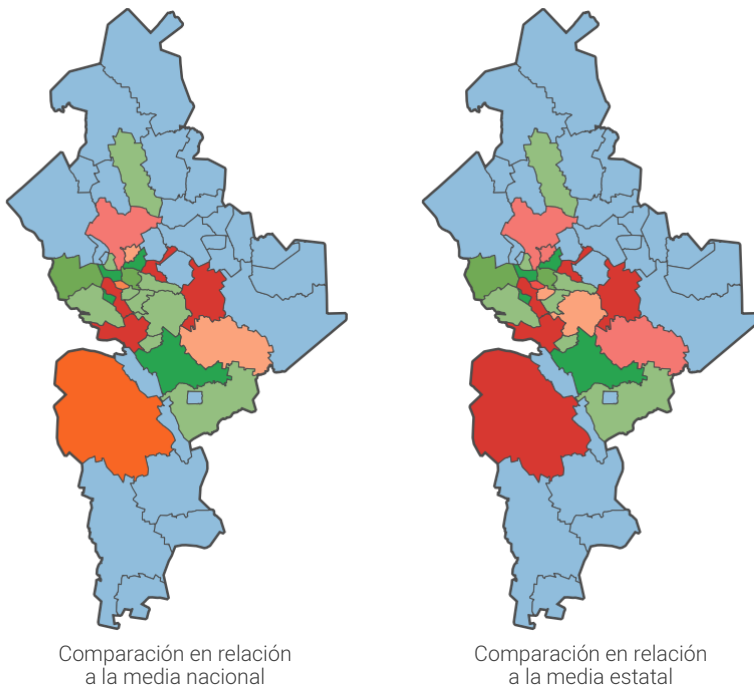 Comparación en relación
a la media nacional
Comparación en relación
a la media estatal